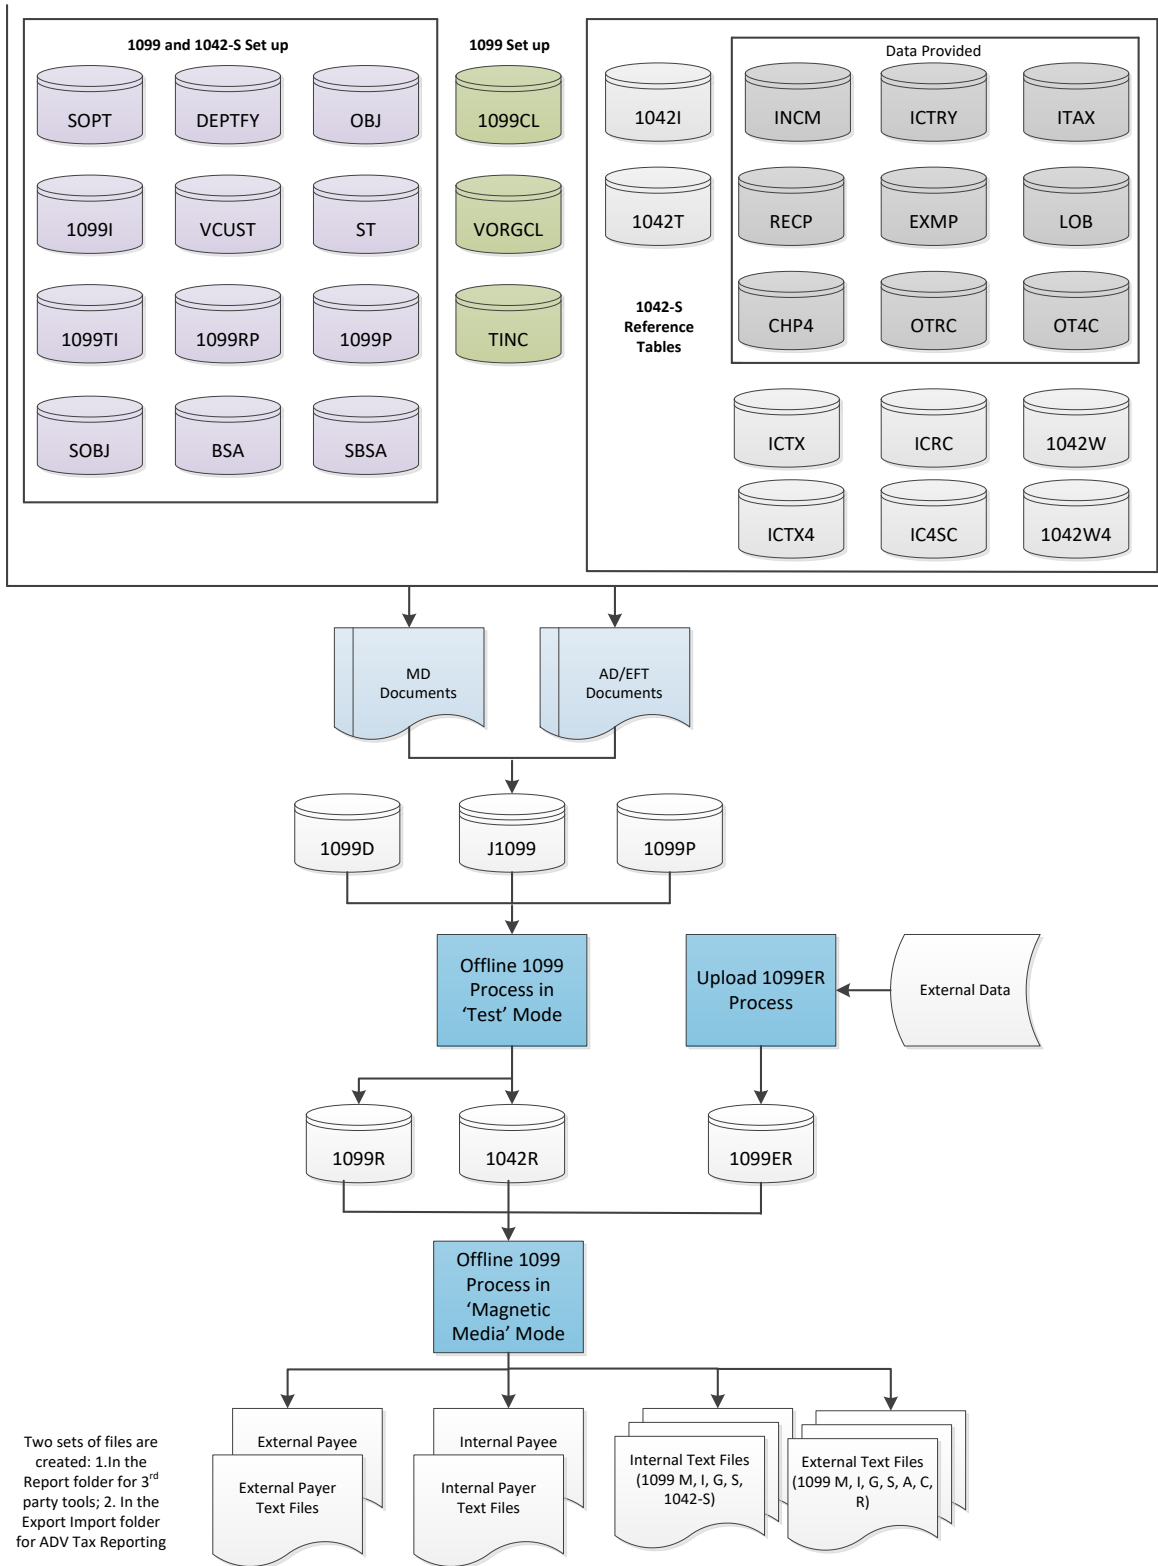 1099 and 1042-S Set up
SOPT
DEPTFY
OBJ
1099I
VCUST
ST
1099TI
1099RP
1099P
SOBJ
BSA
SBSA
1099 Set up
1099CL
VORGCL
TINC
1042I
1042T
1042-S
Reference
Tables
Data Provided
INCM
ICTRY
ITAX
RECP
EXMP
LOB
CHP4
OTRC
OT4C
ICTX
ICRC
1042W
ICTX4
IC4SC
1042W4
MD
Documents
AD/EFT
Documents
1099D
J1099
1099P
Offline 1099
Process in
‘Test’ Mode
Upload 1099ER
Process
External Data
1099R
1042R
1099ER
Offline 1099
Process in
‘Magnetic
Media’ Mode
Two sets of files are
created: 1.In the
Report folder for 3rd
party tools; 2. In the
Export Import folder
for ADV Tax Reporting
External Payee
External Payer
Text Files
Internal Payee
Internal Payer
Text Files
Internal Text Files
(1099 M, I, G, S,
1042-S)
External Text Files
(1099 M, I, G, S, A, C,
R)